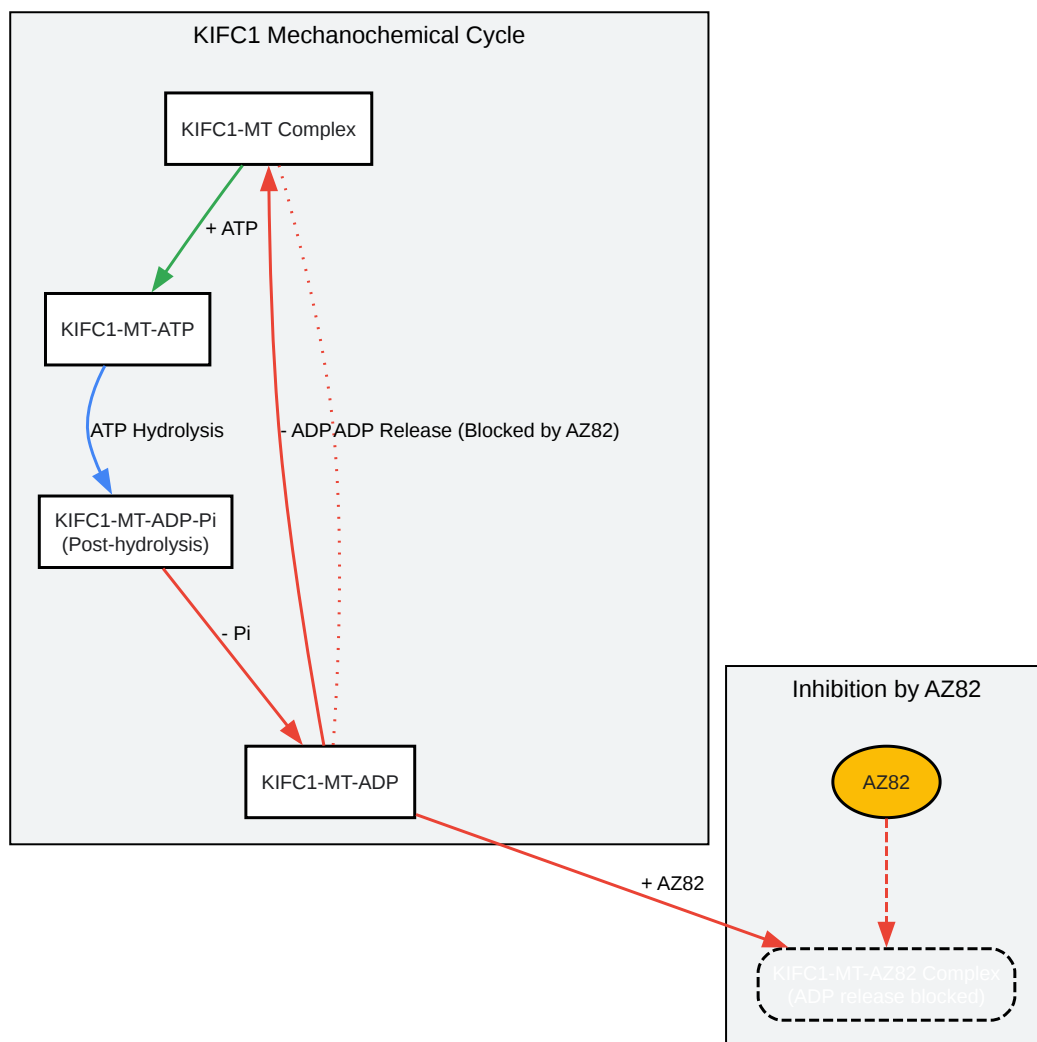 KIFC1 Mechanochemical Cycle
KIFC1-MT Complex
+ ATP
KIFC1-MT-ATP
ATP Hydrolysis
- ADP
ADP Release (Blocked by AZ82)
KIFC1-MT-ADP-Pi
(Post-hydrolysis)
- Pi
KIFC1-MT-ADP
+ AZ82
Inhibition by AZ82
AZ82
KIFC1-MT-AZ82 Complex
(ADP release blocked)